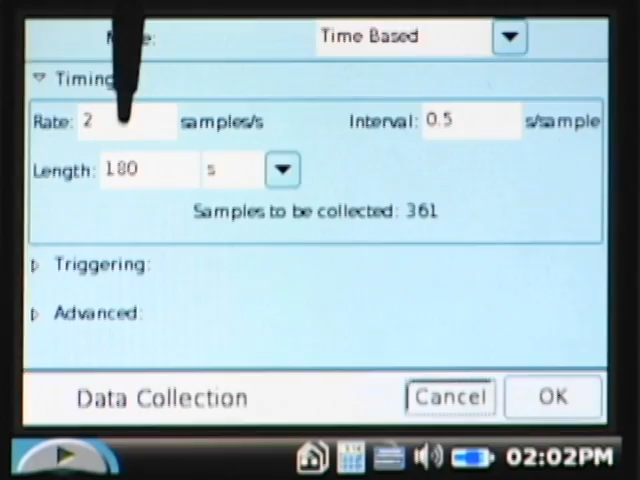 Time Based
Timing
Rate: 2 samples/s Interval: 0.5 s/sample
Length: 180 s
Samples to be collected: 361
Triggering:
Advanced:
Data Collection Cancel OK
02:02PM